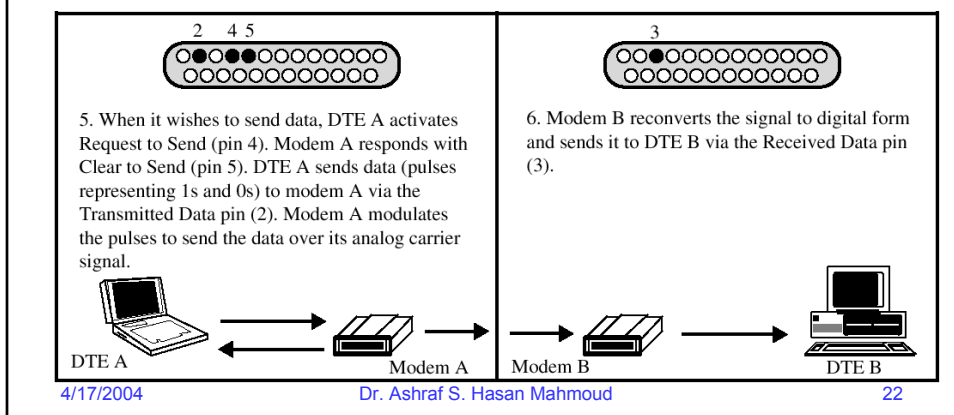 2 4 5
5. When it wishes to send data, DTE A activates
Request to Send (pin 4). Modem A responds with
Clear to Send (pin 5). DTE A sends data (pulses
representing 1s and 0s) to modem A via the
Transmitted Data pin (2). Modem A modulates
the pulses to send the data over its analog carrier
signal.
DTE A
Modem A
3
6. Modem B reconverts the signal to digital form
and sends it to DTE B via the Received Data pin
(3).
Modem B
DTE B
4/17/2004
Dr. Ashraf S. Hasan Mahmoud
22